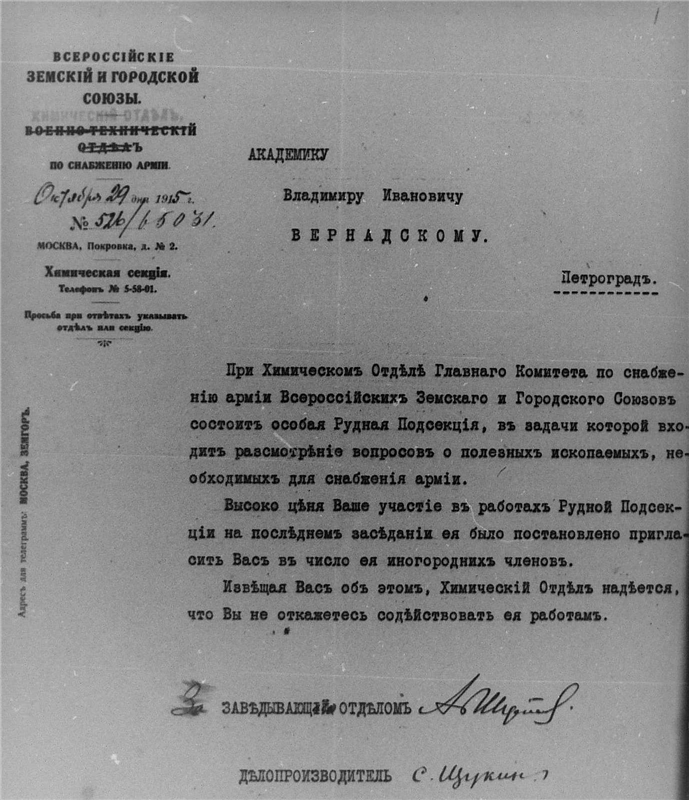 1
ВСЕРОССІЙСКІЕ
ЗЕМСКІЙ И ГОРОДСКОЙ
СОЮЗЫ.
ХИМИЧЕСКІЙ ОТДѢЛЪ,
ВОЕННО-ТЕХНИЧЕСКІЙ
ОТДѢЛЪ
ПО СНАБЖЕНІЮ АРМІИ.
Октября 29 дня 1915 г.
№ 526/65031.
МОСКВА, Покровка, д. № 2.
Химическая секція.
Телефонъ № 5-58-01.
Просьба при отвѣтахъ указывать
отдѣлъ или секцію.
Адресъ для телеграммъ: МОСКВА, ЗЕМГОРЪ.
АКАДЕМИКУ
Владимиру Ивановичу
ВЕРНАДСКОМУ.
Петроградъ.
При Химическомъ Отдѣлѣ Главнаго Комитета по снабже-
нію арміи Всероссійскихъ Земскаго и Городского Союзовъ
состоитъ особая Рудная Подсекція, въ задачи которой вхо-
дитъ разсмотрѣніе вопросовъ о полезныхъ ископаемыхъ, не-
обходимыхъ для снабженія арміи.
Высоко цѣня Ваше участіе въ работахъ Рудной Подсек-
ціи на послѣднемъ засѣданіи ея было постановлено пригла-
сить Васъ въ число ея иногороднихъ членовъ.
Извѣщая Васъ объ этомъ, Химическій Отдѣлъ надѣется,
что Вы не откажетесь содѣйствовать ея работамъ.
За ЗАВѢДЫВАЮЩ ОТДѢЛОМЪ
ДѢЛОПРОИЗВОДИТЕЛЬ С. Щукин